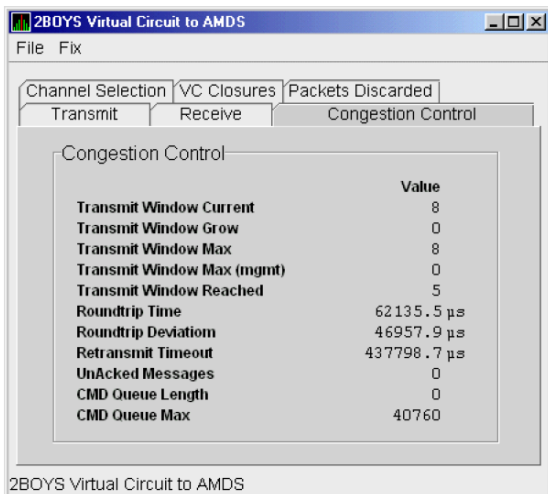 2BOYS Virtual Circuit to AMDS
File Fix
Channel Selection VC Closures Packets Discarded
Transmit Receive Congestion Control
Congestion Control
Value
Transmit Window Current 8
Transmit Window Grow 0
Transmit Window Max 8
Transmit Window Max (mgmt) 0
Transmit Window Reached 5
Roundtrip Time 62135.5 µs
Roundtrip Deviatiom 46957.9 µs
Retransmit Timeout 437798.7 µs
UnAcked Messages 0
CMD Queue Length 0
CMD Queue Max 40760
2BOYS Virtual Circuit to AMDS